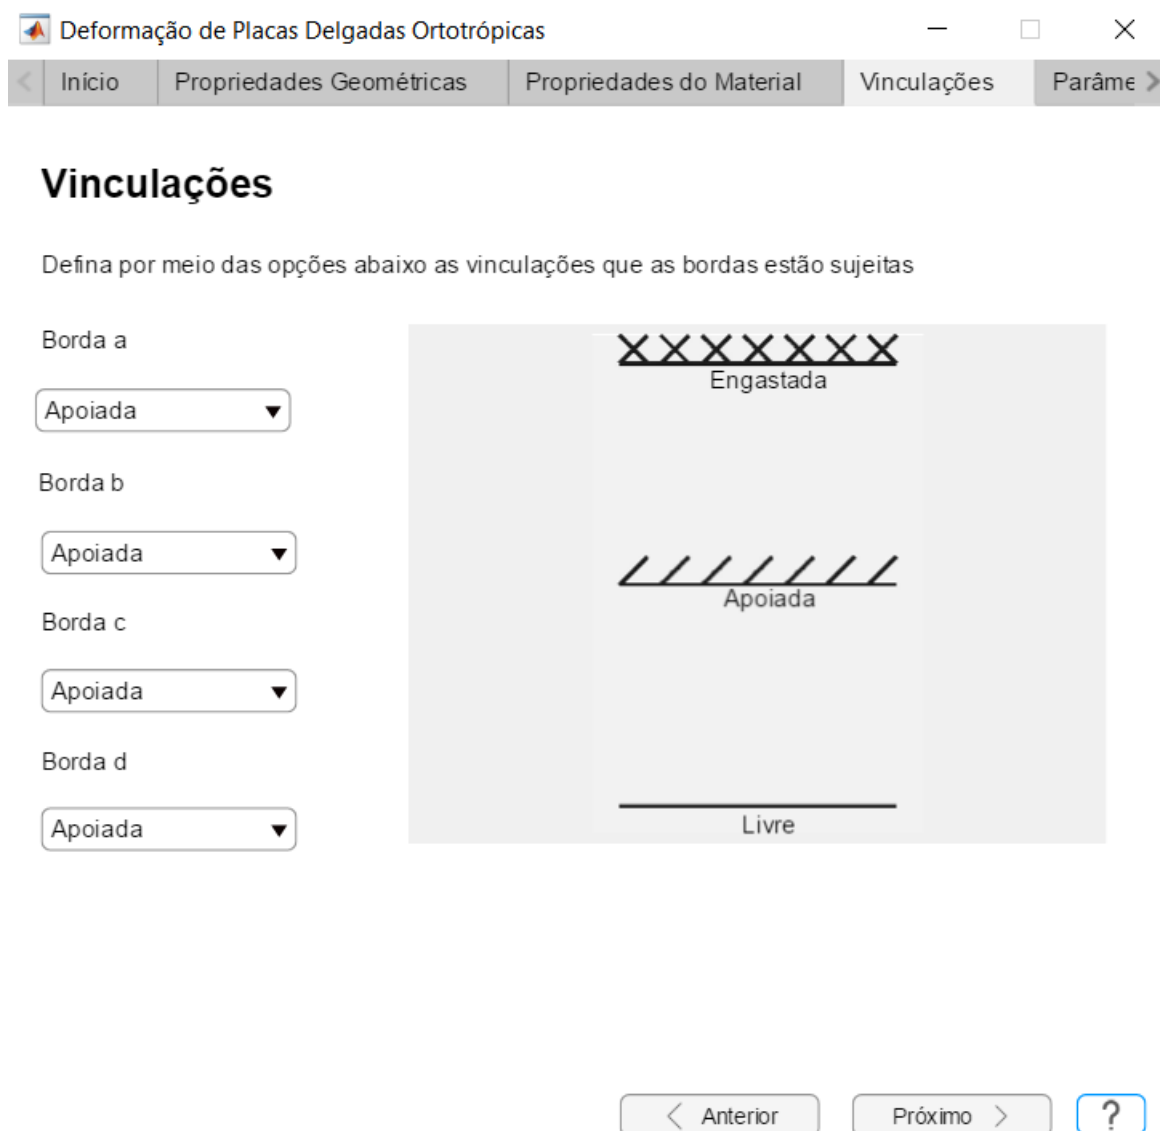 Deformação de Placas Delgadas Ortotrópicas
Início Propriedades Geométricas Propriedades do Material Vinculações Parâme
Vinculações
Defina por meio das opções abaixo as vinculações que as bordas estão sujeitas
Borda a
Apoiada
Borda b
Apoiada
Borda c
Apoiada
Borda d
Apoiada
Engastada
Apoiada
Livre
Anterior Próximo ?